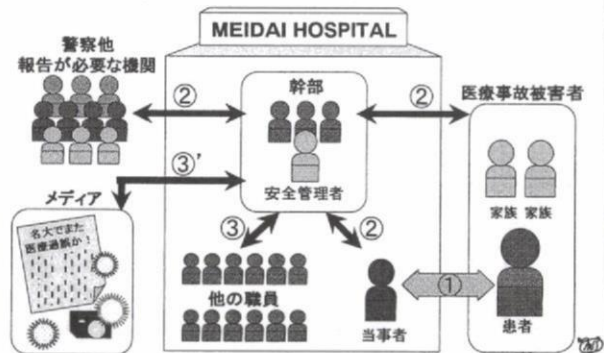 MEIDAI HOSPITAL
警察他
報告が必要な機関
②
幹部
安全管理者
②
医療事故被害者
家族 家族
患者
③'
メディア
名大でまた
医療過誤か!
③
②
他の職員
当事者
①